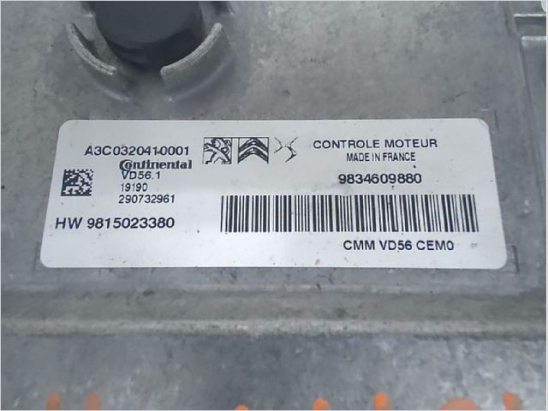 A3C0320410001
Continental
VD56.1
19190
290732961
HW 9815023380
CONTROLE MOTEUR
MADE IN FRANCE
9834609880
CMM VD56 CEM0